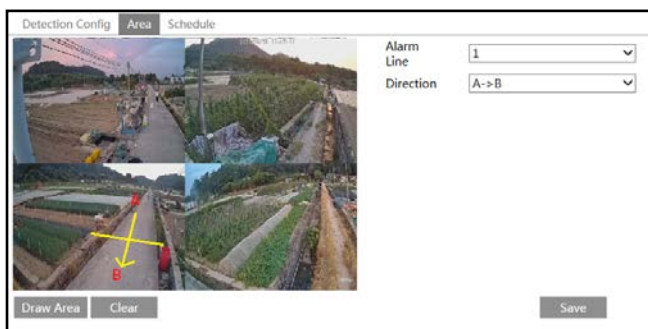 Detection Config Area Schedule
Alarm
Line
1
Direction
A->B
A
B
Draw Area Clear
Save